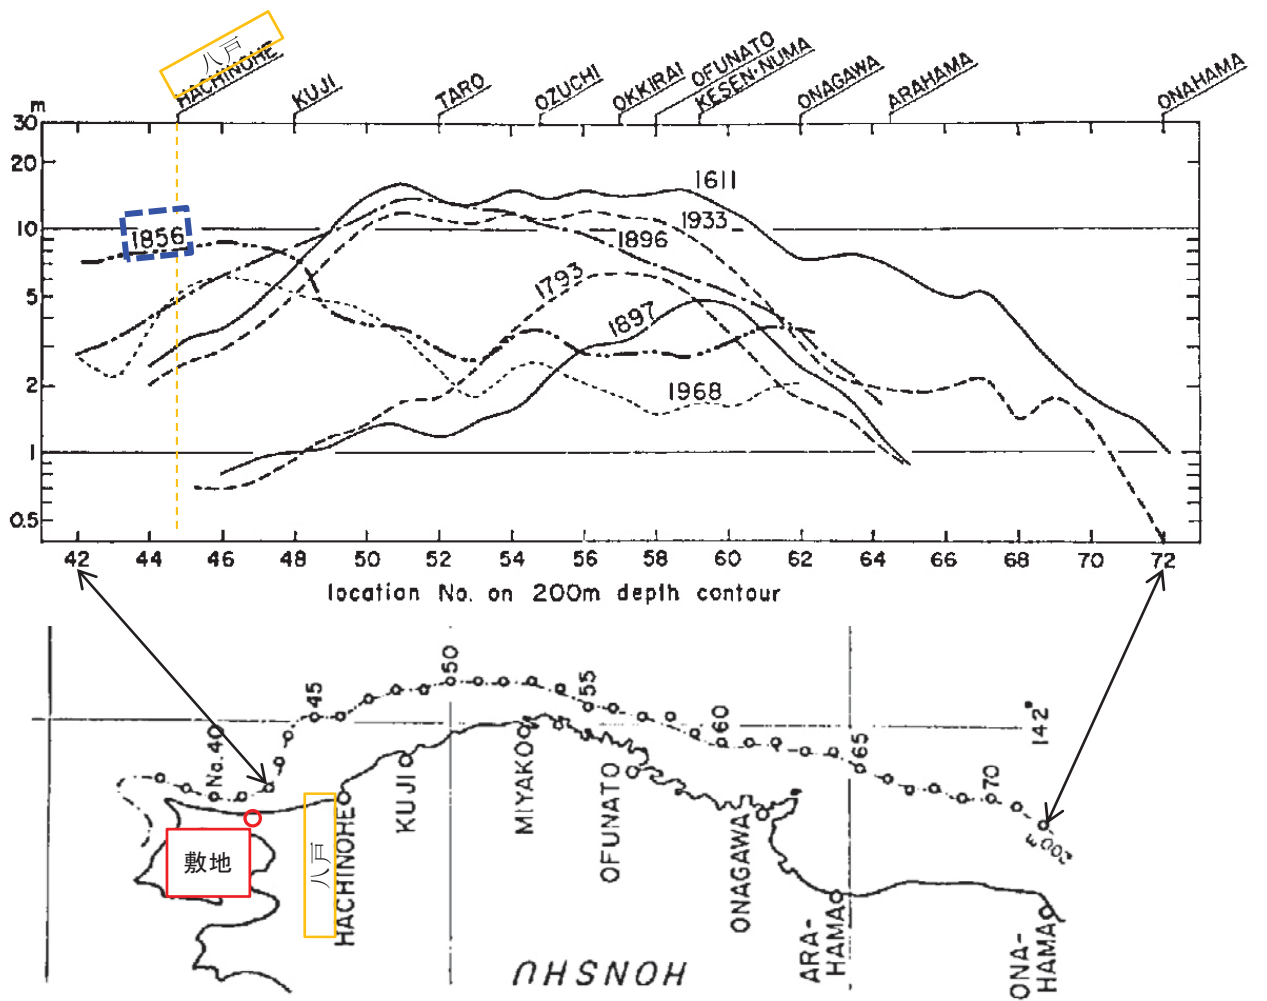 八戸
HACHINOHE
KUJI
TARO
OZUCHI
OKKIRAI
OFUNATO
KESEN-NUMA
ONAGAWA
ARAHAMA
ONAHAMA
m
30
20
10
5
2
1
0.5
1856
1611
1933
1896
1793
1897
1968
42 44 46 48 50 52 54 56 58 60 62 64 66 68 70 72
location No. on 200m depth contour
No. 40
45
50
55
60
65
70
142°
200m
敷地
八戸
HACHINOHE
KUJI
MIYAKO
OFUNATO
ONAGAWA
ARA-
HAMA
ONA-
HAMA
HONSHU